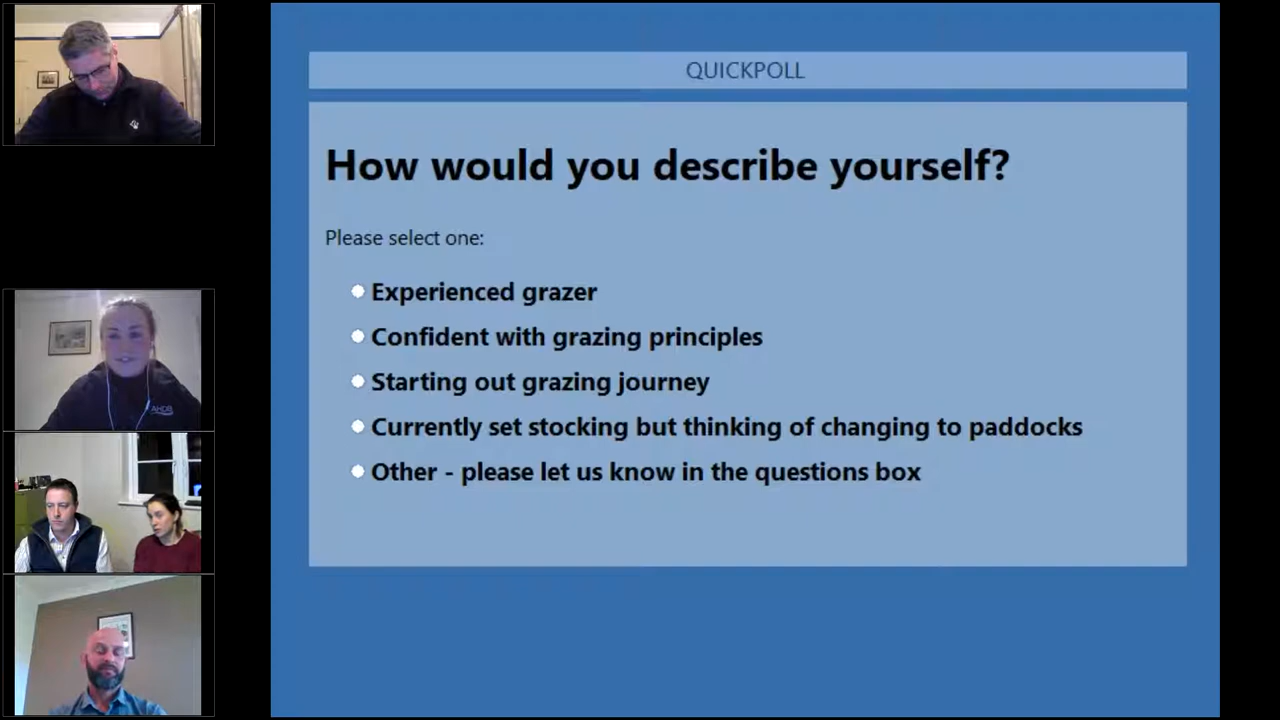 QUICKPOLL
How would you describe yourself?
Please select one:
Experienced grazer
Confident with grazing principles
Starting out grazing journey
Currently set stocking but thinking of changing to paddocks
Other - please let us know in the questions box
AHDB